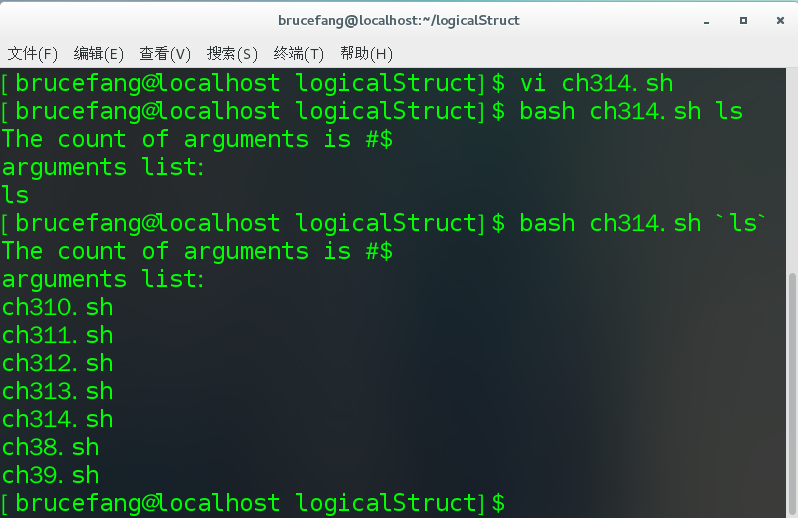 brucefang@localhost:~/logicalStruct
文件(F) 编辑(E) 查看(V) 搜索(S) 终端(T) 帮助(H)
[brucefang@localhost logicalStruct]$ vi ch314.sh
[brucefang@localhost logicalStruct]$ bash ch314.sh ls
The count of arguments is #$
arguments list:
ls
[brucefang@localhost logicalStruct]$ bash ch314.sh `ls`
The count of arguments is #$
arguments list:
ch310.sh
ch311.sh
ch312.sh
ch313.sh
ch314.sh
ch38.sh
ch39.sh
[brucefang@localhost logicalStruct]$